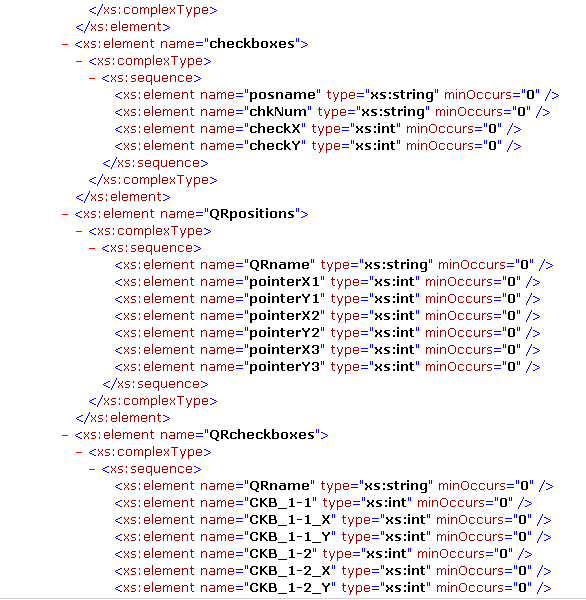 </xs:complexType>
</xs:element>
- <xs:element name="checkboxes">
- <xs:complexType>
- <xs:sequence>
<xs:element name="posname" type="xs:string" minOccurs="0" />
<xs:element name="chkNum" type="xs:string" minOccurs="0" />
<xs:element name="checkX" type="xs:int" minOccurs="0" />
<xs:element name="checkY" type="xs:int" minOccurs="0" />
</xs:sequence>
</xs:complexType>
</xs:element>
- <xs:element name="QRpositions">
- <xs:complexType>
- <xs:sequence>
<xs:element name="QRname" type="xs:string" minOccurs="0" />
<xs:element name="pointerX1" type="xs:int" minOccurs="0" />
<xs:element name="pointerY1" type="xs:int" minOccurs="0" />
<xs:element name="pointerX2" type="xs:int" minOccurs="0" />
<xs:element name="pointerY2" type="xs:int" minOccurs="0" />
<xs:element name="pointerX3" type="xs:int" minOccurs="0" />
<xs:element name="pointerY3" type="xs:int" minOccurs="0" />
</xs:sequence>
</xs:complexType>
</xs:element>
- <xs:element name="QRcheckboxes">
- <xs:complexType>
- <xs:sequence>
<xs:element name="QRname" type="xs:string" minOccurs="0" />
<xs:element name="CKB_1-1" type="xs:int" minOccurs="0" />
<xs:element name="CKB_1-1_X" type="xs:int" minOccurs="0" />
<xs:element name="CKB_1-1_Y" type="xs:int" minOccurs="0" />
<xs:element name="CKB_1-2" type="xs:int" minOccurs="0" />
<xs:element name="CKB_1-2_X" type="xs:int" minOccurs="0" />
<xs:element name="CKB_1-2_Y" type="xs:int" minOccurs="0" />